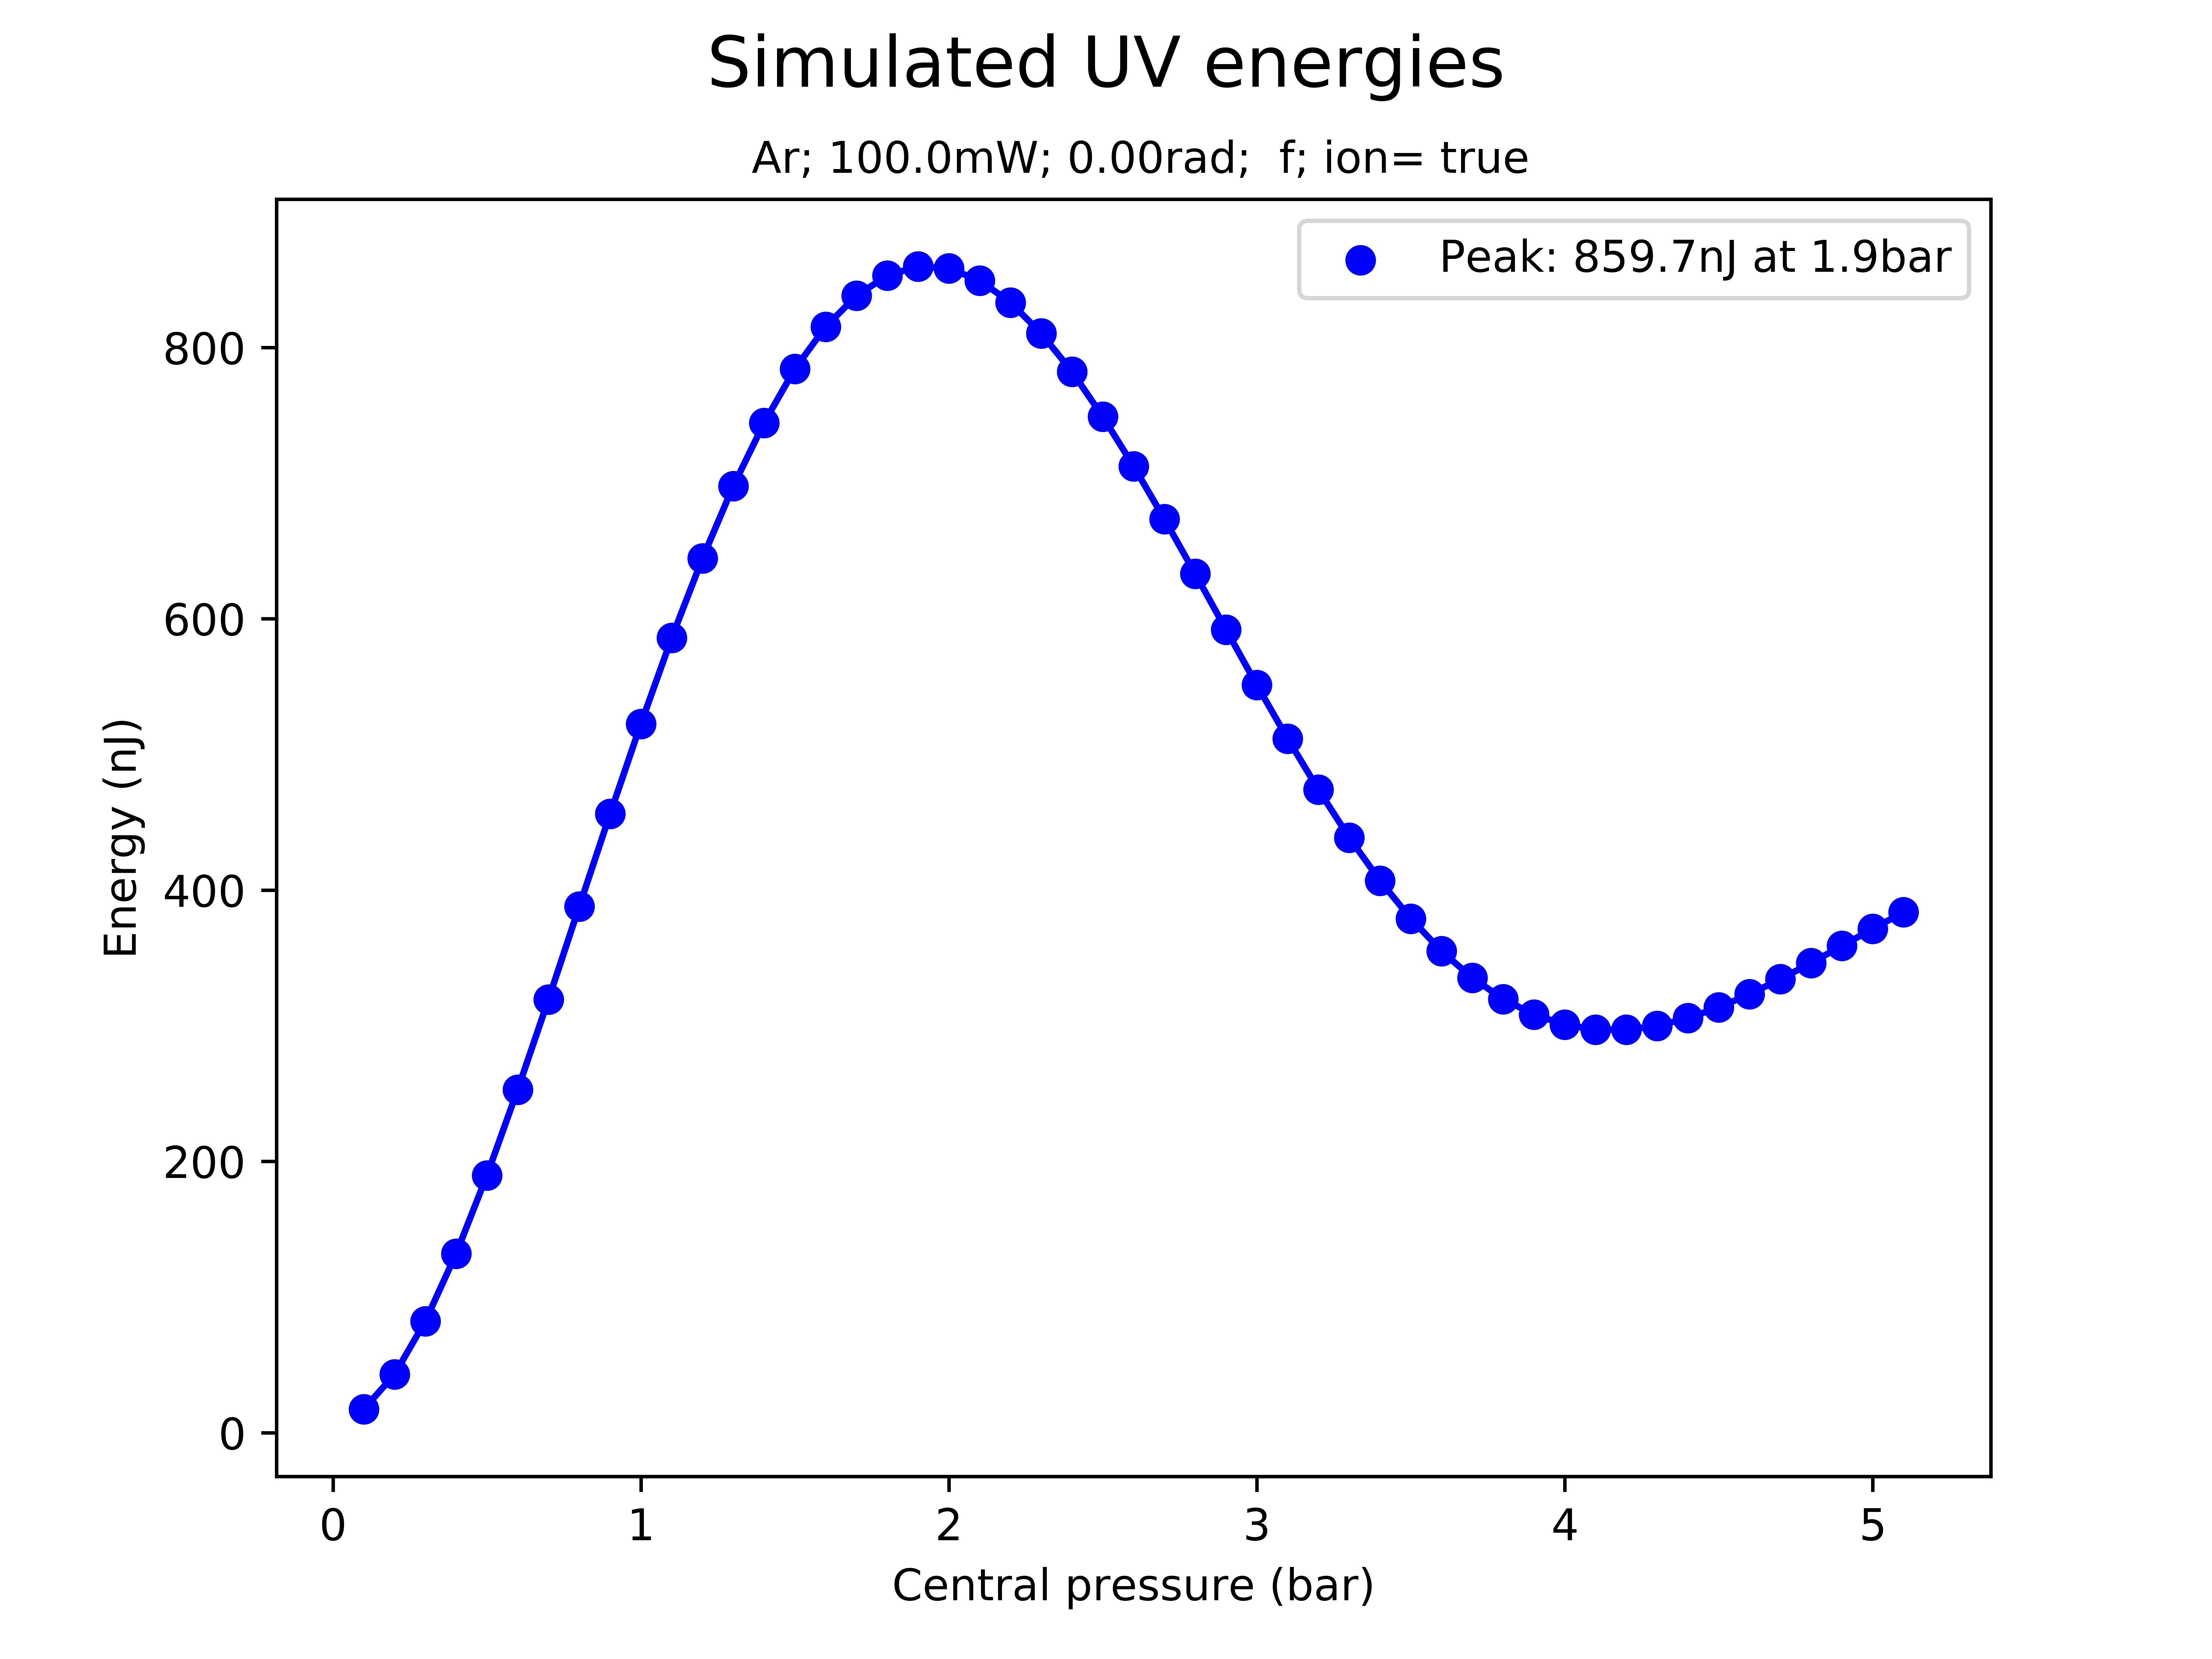 Simulated UV energies
Ar; 100.0mW; 0.00rad;  f; ion= true
Peak: 859.7nJ at 1.9bar
Energy (nJ)
800
600
400
200
0
0 1 2 3 4 5
Central pressure (bar)